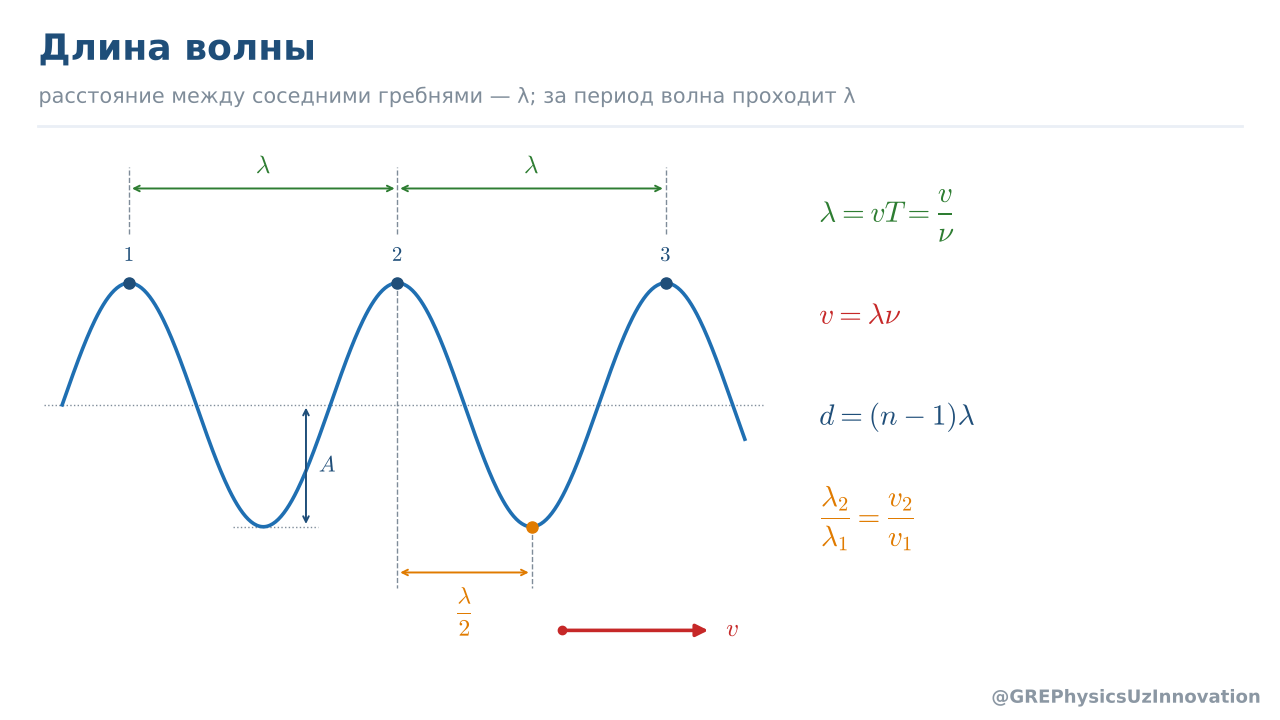 Длина волны
расстояние между соседними гребнями — λ; за период волна проходит λ
λ λ
1 2 3
A
λ/2
v
λ = vT = v/ν
v = λν
d = (n − 1)λ
λ₂/λ₁ = v₂/v₁
@GREPhysicsUzInnovation